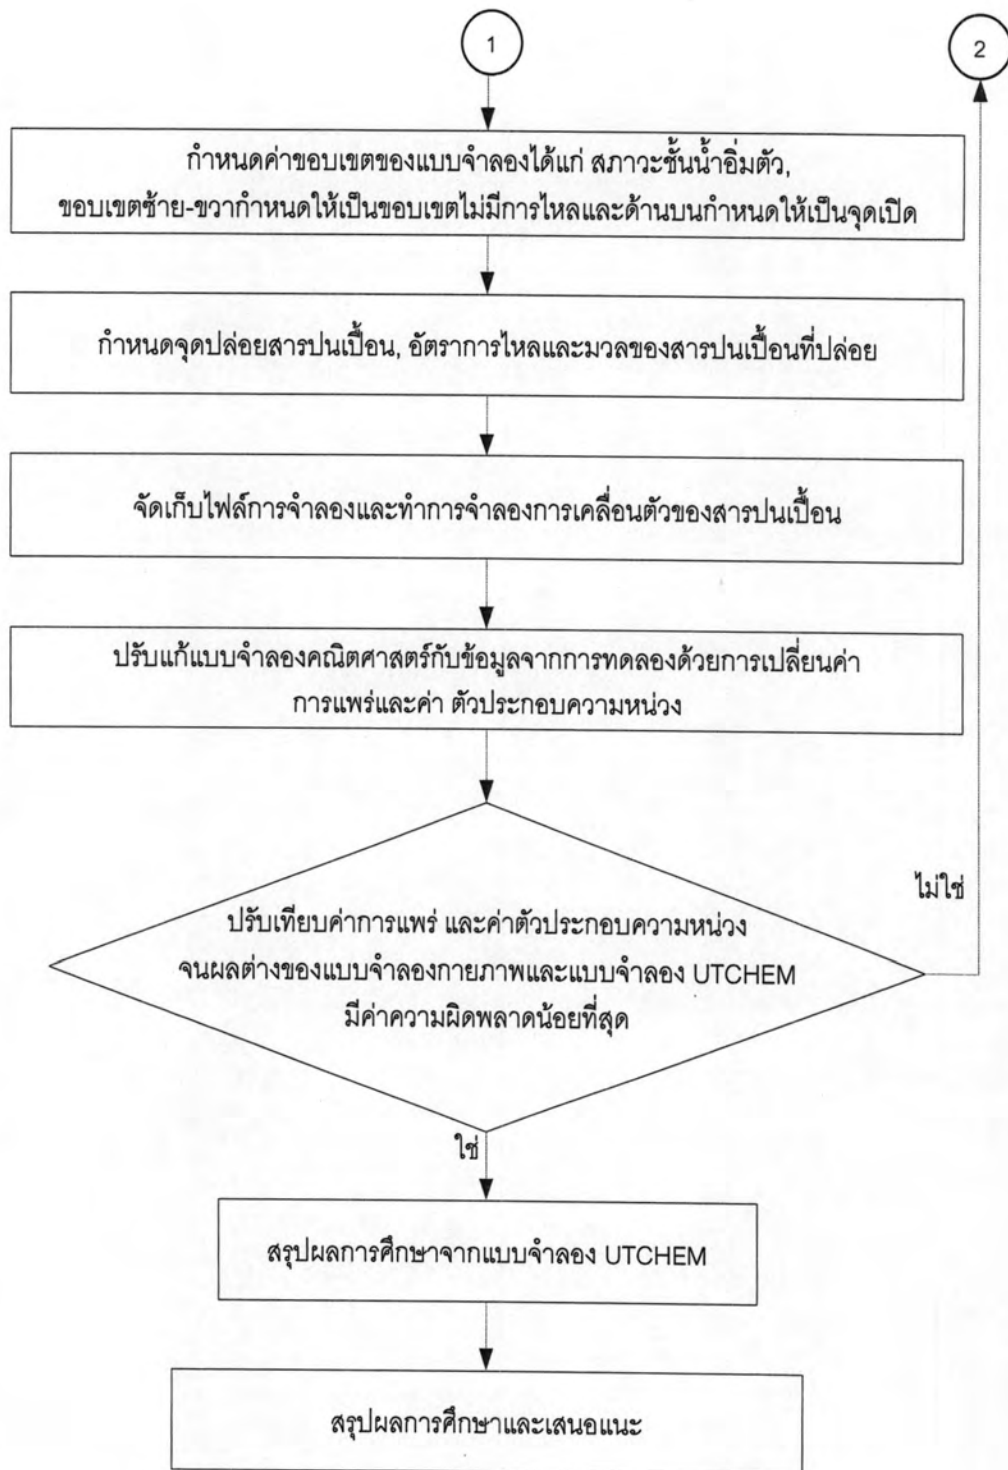 1
2
กำหนดค่าขอบเขตของแบบจำลองได้แก่ สภาวะชั้นน้ำอิ่มตัว,
ขอบเขตซ้าย-ขวากำหนดให้เป็นขอบเขตไม่มีการไหลและด้านบนกำหนดให้เป็นจุดเปิด
กำหนดจุดปล่อยสารปนเปื้อน, อัตราการไหลและมวลของสารปนเปื้อนที่ปล่อย
จัดเก็บไฟล์การจำลองและทำการจำลองการเคลื่อนตัวของสารปนเปื้อน
ปรับแก้แบบจำลองคณิตศาสตร์กับข้อมูลจากการทดลองด้วยการเปลี่ยนค่า
การแพร่และค่า ตัวประกอบความหน่วง
ไม่ใช่
ปรับเทียบค่าการแพร่ และค่าตัวประกอบความหน่วง
จนผลต่างของแบบจำลองกายภาพและแบบจำลอง UTCHEM
มีค่าความผิดพลาดน้อยที่สุด
ใช่
สรุปผลการศึกษาจากแบบจำลอง UTCHEM
สรุปผลการศึกษาและเสนอแนะ